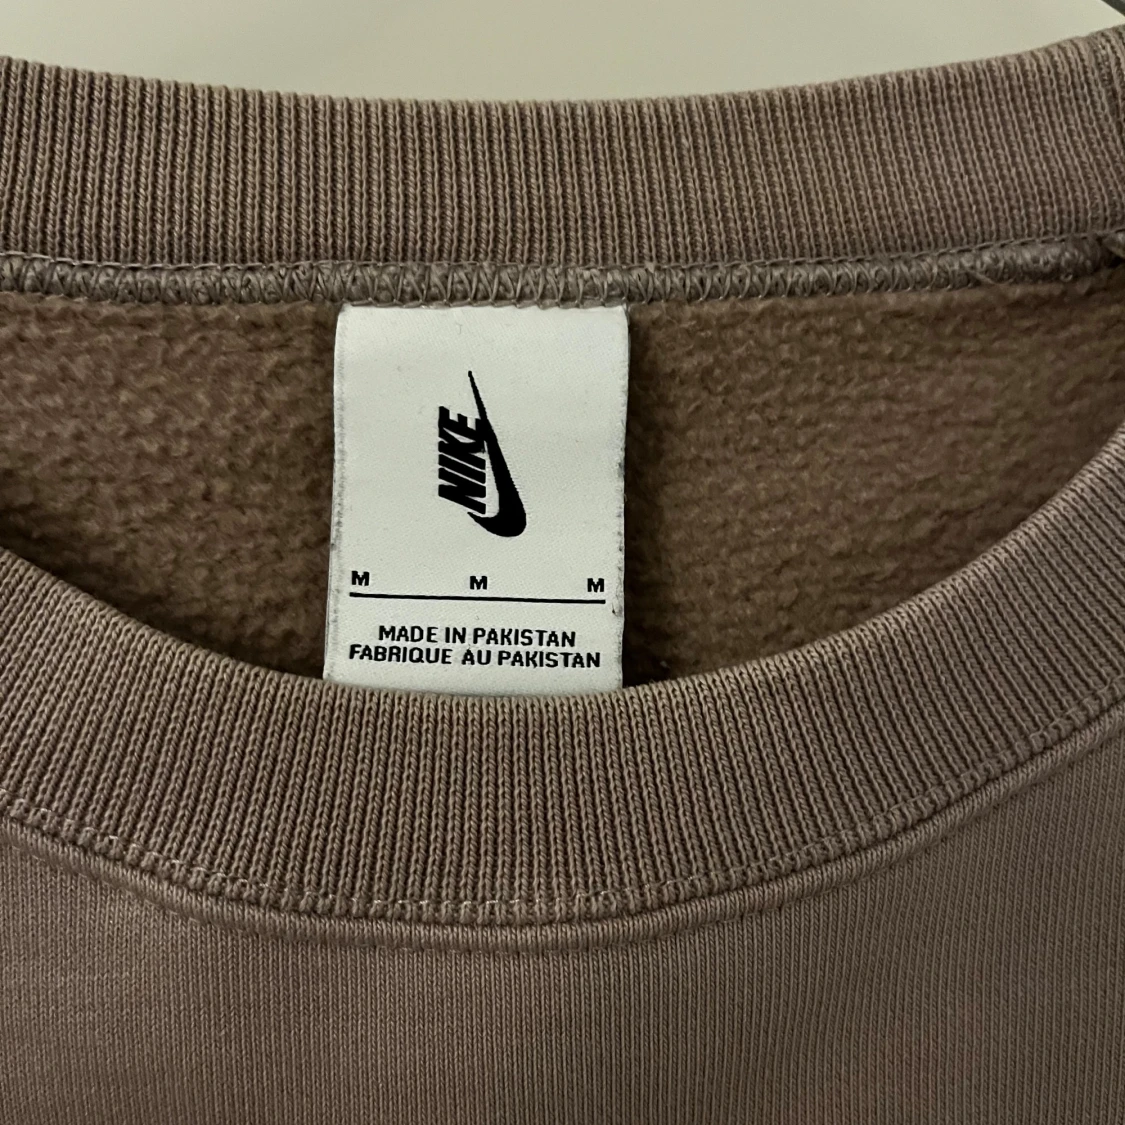 NIKE
M M M
MADE IN PAKISTAN
FABRIQUE AU PAKISTAN